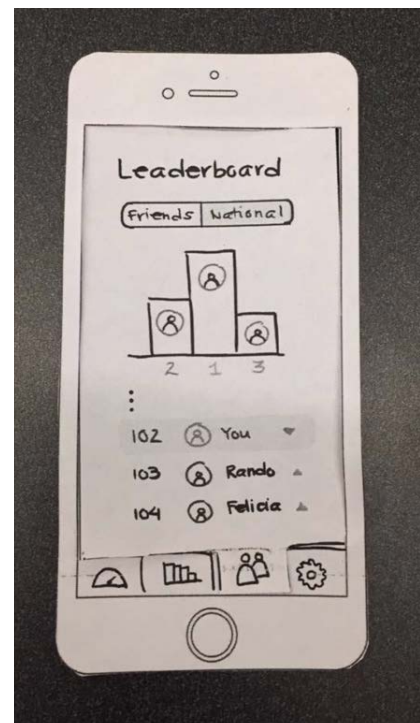 Leaderboard
Friends National
2 1 3
102 You
103 Rando
104 Felicia